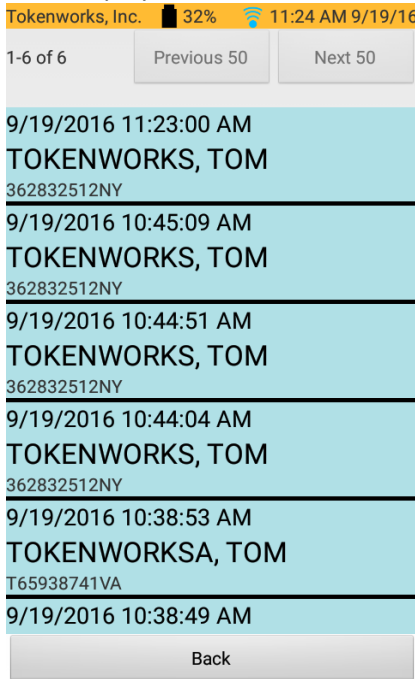 Tokenworks, Inc. 32% 11:24 AM 9/19/16
1-6 of 6 Previous 50 Next 50
9/19/2016 11:23:00 AM
TOKENWORKS, TOM
362832512NY
9/19/2016 10:45:09 AM
TOKENWORKS, TOM
362832512NY
9/19/2016 10:44:51 AM
TOKENWORKS, TOM
362832512NY
9/19/2016 10:44:04 AM
TOKENWORKS, TOM
362832512NY
9/19/2016 10:38:53 AM
TOKENWORKSA, TOM
T65938741VA
9/19/2016 10:38:49 AM
Back